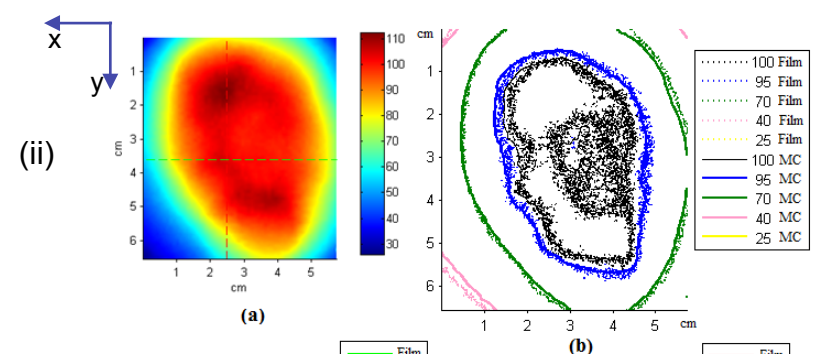 x
y
(ii)
cm
1
2
3
4
5
6
1 2 3 4 5
cm
110
100
90
80
70
60
50
40
30
(a)
cm
1
2
3
4
5
6
1 2 3 4 5 cm
(b)
100 Film
95 Film
70 Film
40 Film
25 Film
100 MC
95 MC
70 MC
40 MC
25 MC
Film
Film